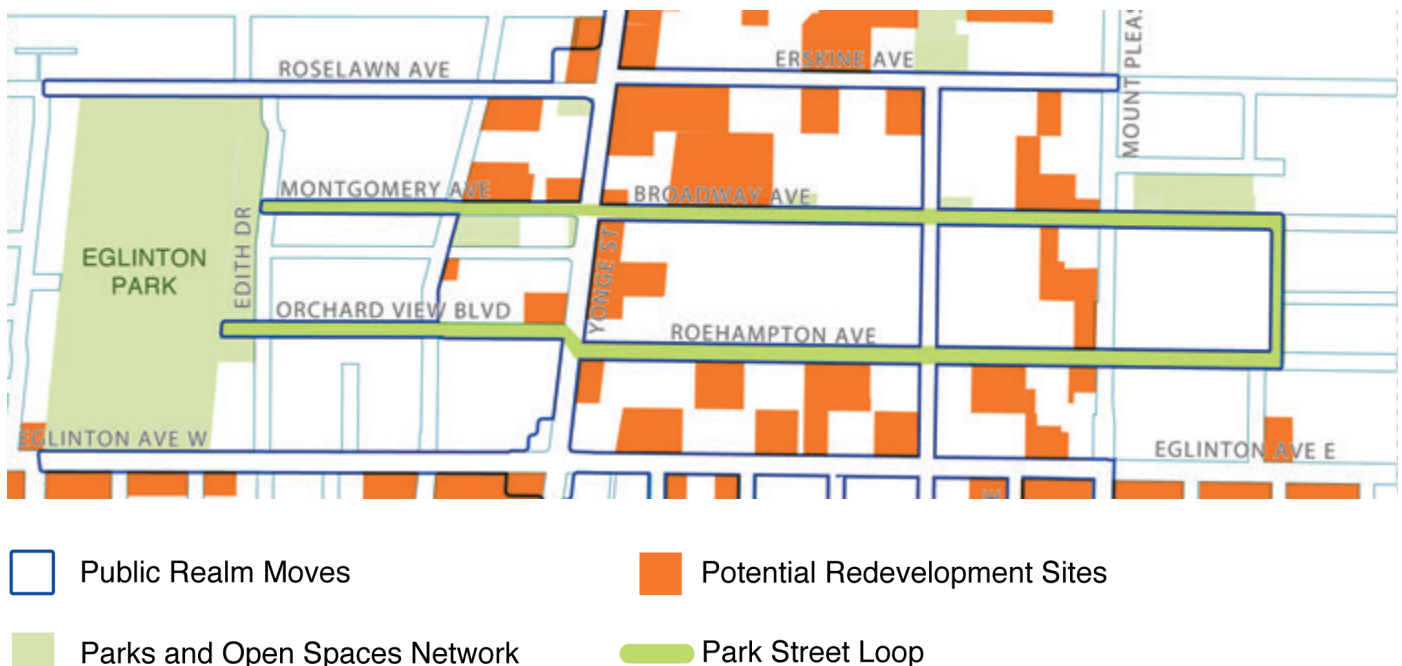 ERSKINE AVE
ROSELAWN AVE
MOUNT PLEAS
MONTGOMERY AVE
BROADWAY AVE
EDITH DR
YONGE ST
EGLINTON
PARK
ORCHARD VIEW BLVD
ROEHAMPTON AVE
EGLINTON AVE W
EGLINTON AVE E
Public Realm Moves
Potential Redevelopment Sites
Parks and Open Spaces Network
Park Street Loop